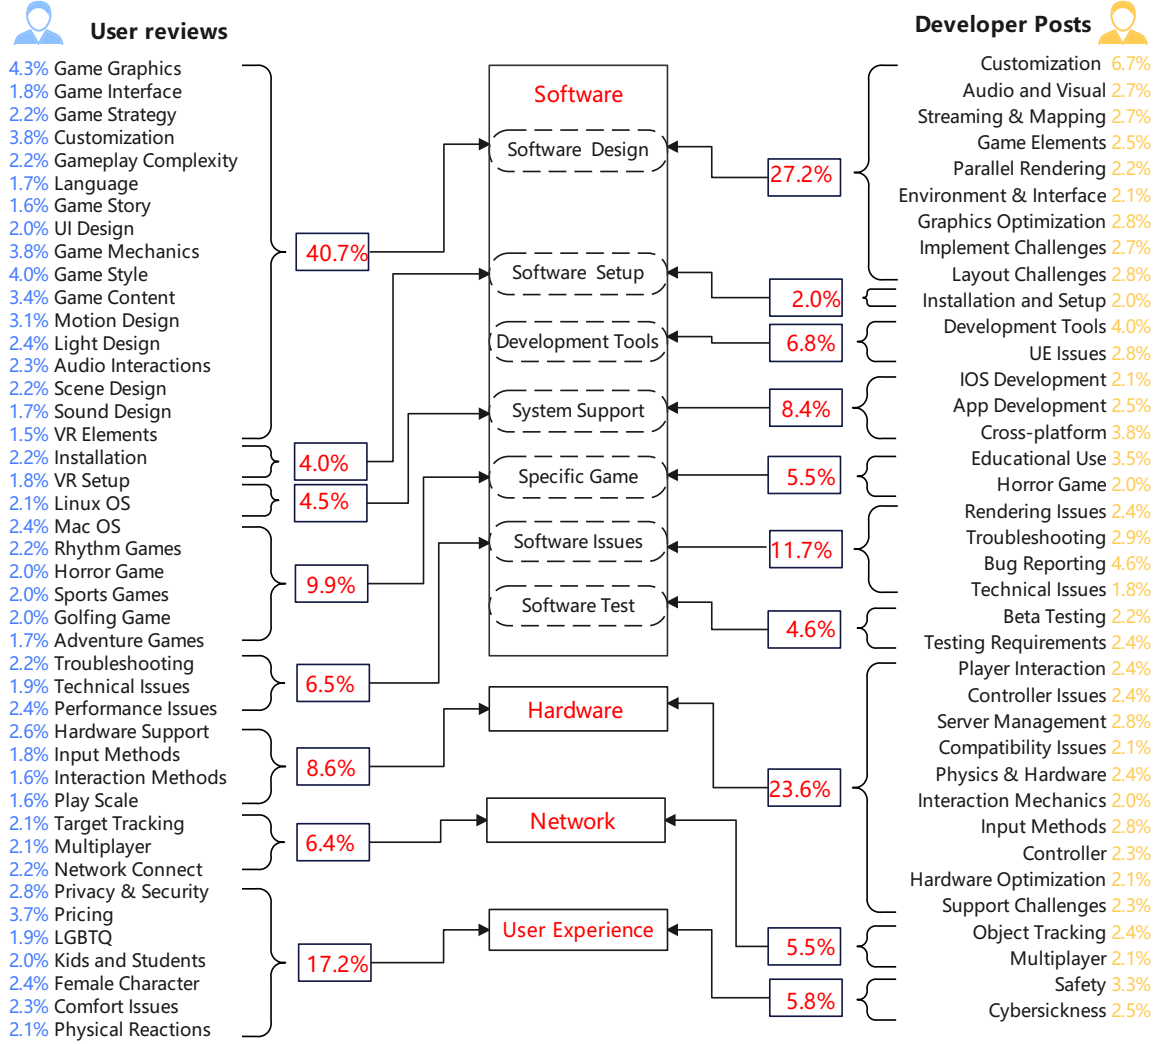 User reviews
4.3% Game Graphics
1.8% Game Interface
2.2% Game Strategy
3.8% Customization
2.2% Gameplay Complexity
1.7% Language
1.6% Game Story
2.0% UI Design
3.8% Game Mechanics
4.0% Game Style
3.4% Game Content
3.1% Motion Design
2.4% Light Design
2.3% Audio Interactions
2.2% Scene Design
1.7% Sound Design
1.5% VR Elements
2.2% Installation
1.8% VR Setup
2.1% Linux OS
2.4% Mac OS
2.2% Rhythm Games
2.0% Horror Game
2.0% Sports Games
2.0% Golfing Game
1.7% Adventure Games
2.2% Troubleshooting
1.9% Technical Issues
2.4% Performance Issues
2.6% Hardware Support
1.8% Input Methods
1.6% Interaction Methods
1.6% Play Scale
2.1% Target Tracking
2.1% Multiplayer
2.2% Network Connect
2.8% Privacy & Security
3.7% Pricing
1.9% LGBTQ
2.0% Kids and Students
2.4% Female Character
2.3% Comfort Issues
2.1% Physical Reactions
40.7%
4.0%
4.5%
9.9%
6.5%
8.6%
6.4%
17.2%
Software
Software Design
Software Setup
Development Tools
System Support
Specific Game
Software Issues
Software Test
Hardware
Network
User Experience
27.2%
2.0%
6.8%
8.4%
5.5%
11.7%
4.6%
23.6%
5.5%
5.8%
Developer Posts
Customization 6.7%
Audio and Visual 2.7%
Streaming & Mapping 2.7%
Game Elements 2.5%
Parallel Rendering 2.2%
Environment & Interface 2.1%
Graphics Optimization 2.8%
Implement Challenges 2.7%
Layout Challenges 2.8%
Installation and Setup 2.0%
Development Tools 4.0%
UE Issues 2.8%
IOS Development 2.1%
App Development 2.5%
Cross-platform 3.8%
Educational Use 3.5%
Horror Game 2.0%
Rendering Issues 2.4%
Troubleshooting 2.9%
Bug Reporting 4.6%
Technical Issues 1.8%
Beta Testing 2.2%
Testing Requirements 2.4%
Player Interaction 2.4%
Controller Issues 2.4%
Server Management 2.8%
Compatibility Issues 2.1%
Physics & Hardware 2.4%
Interaction Mechanics 2.0%
Input Methods 2.8%
Controller 2.3%
Hardware Optimization 2.1%
Support Challenges 2.3%
Object Tracking 2.4%
Multiplayer 2.1%
Safety 3.3%
Cybersickness 2.5%